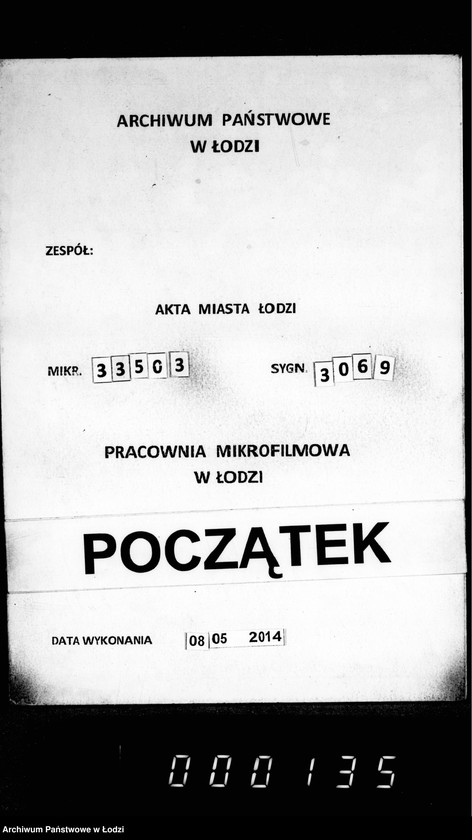 ARCHIWUM PAŃSTWOWE
W ŁODZI
ZESPÓŁ:
AKTA MIASTA ŁODZI
MIKR. 33503 SYGN. 3069
PRACOWNIA MIKROFILMOWA
W ŁODZI
POCZĄTEK
DATA WYKONANIA 08 05 2014
000135
Archiwum Państwowe w Łodzi